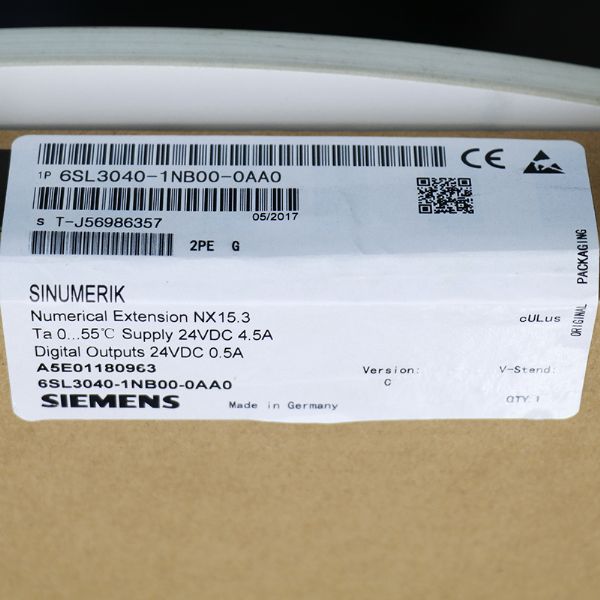 1P 6SL3040-1NB00-0AA0
CE
S T-J56986357
05/2017
2PE G
SINUMERIK
Numerical Extension NX15.3
Ta 0...55℃ Supply 24VDC 4.5A
Digital Outputs 24VDC 0.5A
A5E01180963
6SL3040-1NB00-0AA0
SIEMENS
Made in Germany
Version:
C
cULus
V-Stand:
QTY.1
ORIGINAL PACKAGING